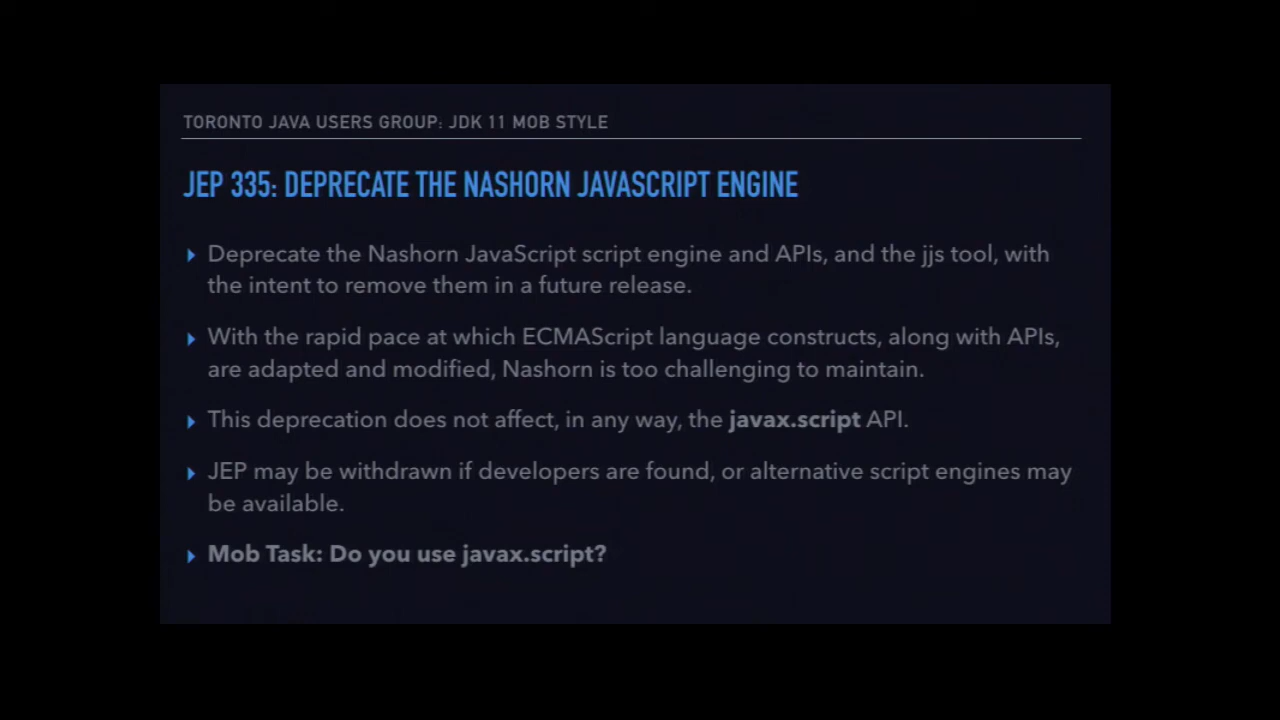 TORONTO JAVA USERS GROUP: JDK 11 MOB STYLE
JEP 335: DEPRECATE THE NASHORN JAVASCRIPT ENGINE
Deprecate the Nashorn JavaScript script engine and APIs, and the jjs tool, with
the intent to remove them in a future release.
With the rapid pace at which ECMAScript language constructs, along with APIs,
are adapted and modified, Nashorn is too challenging to maintain.
This deprecation does not affect, in any way, the javax.script API.
JEP may be withdrawn if developers are found, or alternative script engines may
be available.
Mob Task: Do you use javax.script?